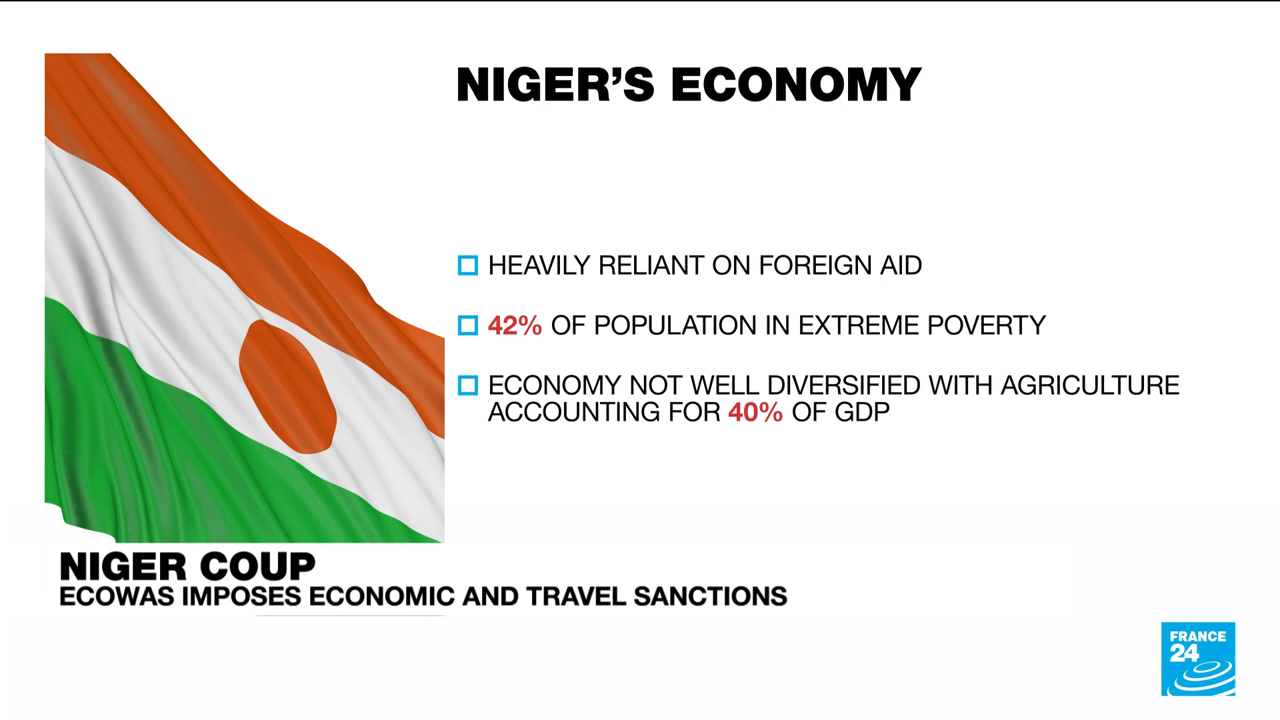 NIGER'S ECONOMY
HEAVILY RELIANT ON FOREIGN AID
42% OF POPULATION IN EXTREME POVERTY
ECONOMY NOT WELL DIVERSIFIED WITH AGRICULTURE
ACCOUNTING FOR 40% OF GDP
NIGER COUP
ECOWAS IMPOSES ECONOMIC AND TRAVEL SANCTIONS
FRANCE
24